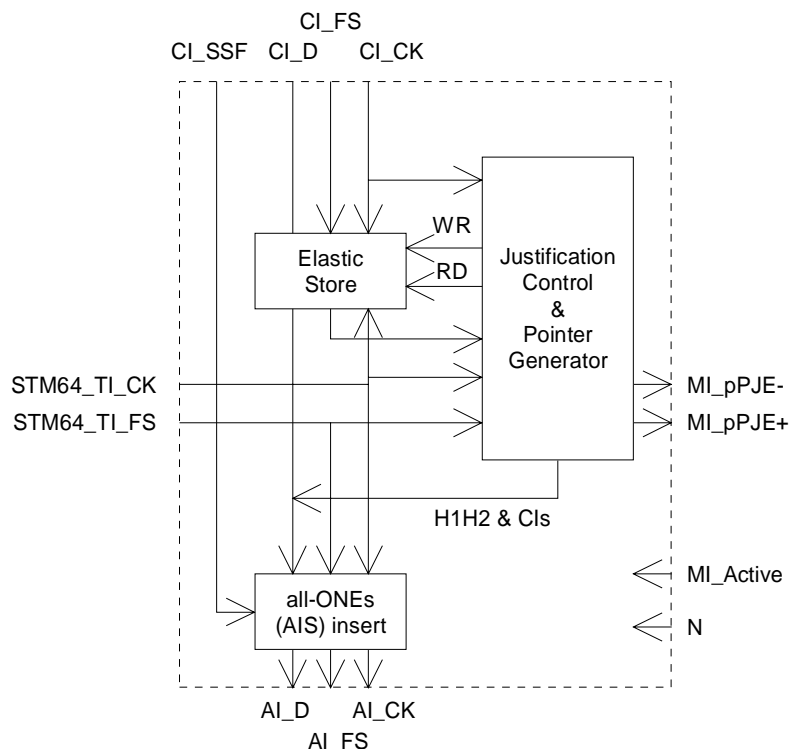 CI_FS
CI_SSF CI_D CI_CK
WR
Elastic
Store
RD
Justification
Control
&
Pointer
Generator
STM64_TI_CK
STM64_TI_FS
MI_pPJE-
MI_pPJE+
H1H2 & CIs
all-ONEs
(AIS) insert
MI_Active
N
AI_D AI_CK
AI_FS